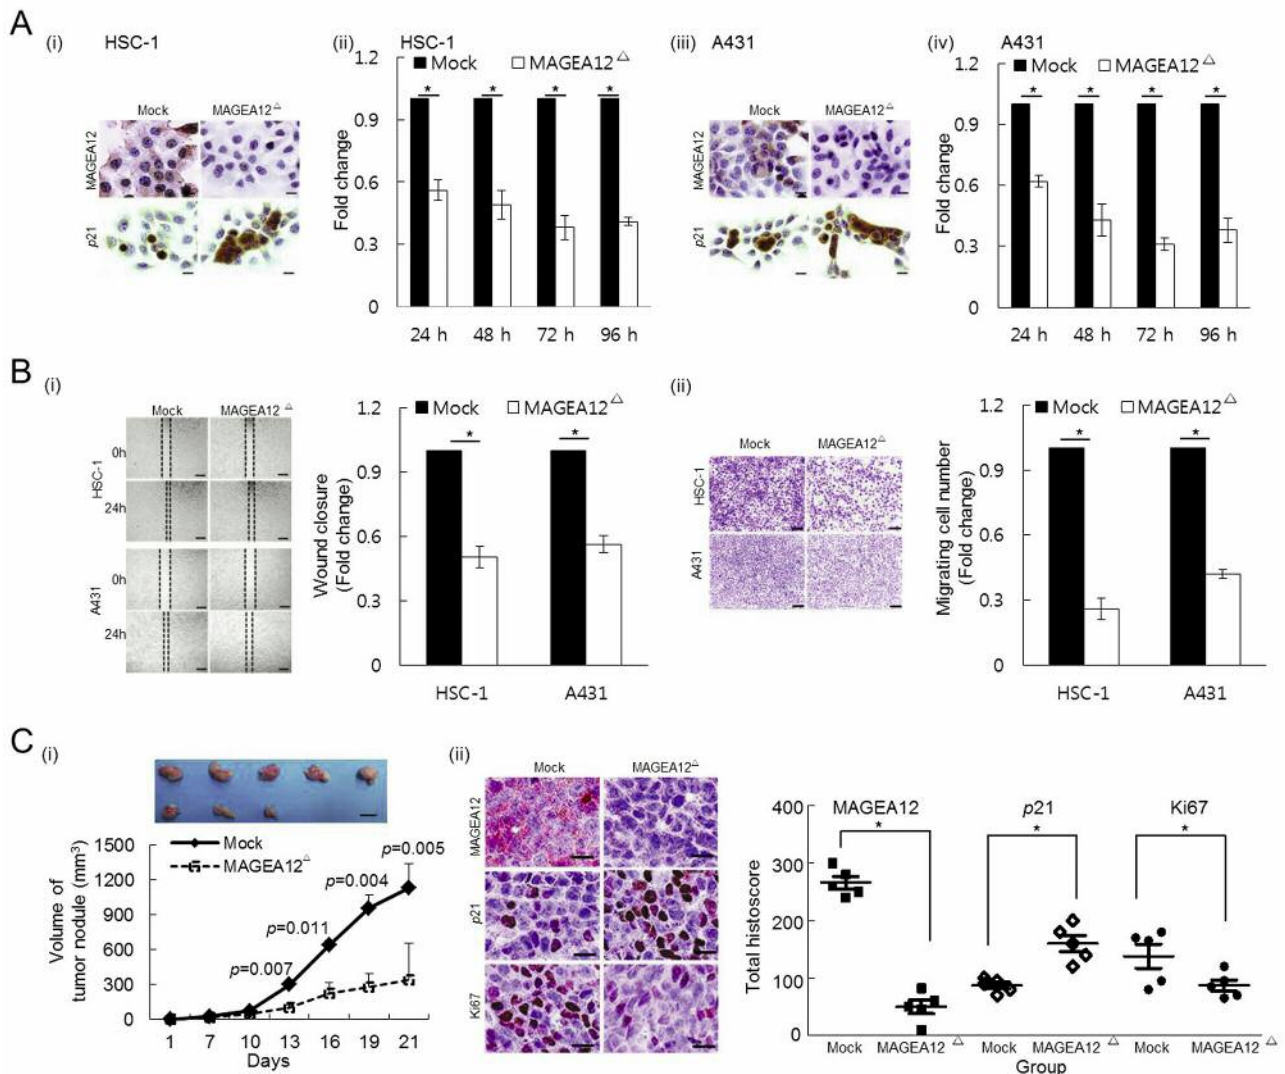 A
(i) HSC-1
Mock MAGEA12△
MAGEA12
p21
(ii) HSC-1
Mock MAGEA12△
Fold change
1.2
0.9
0.6
0.3
0
* * * *
24 h 48 h 72 h 96 h
(iii) A431
Mock MAGEA12△
MAGEA12
p21
(iv) A431
Mock MAGEA12△
Fold change
1.2
0.9
0.6
0.3
0
* * * *
24 h 48 h 72 h 96 h
B
(i)
Mock MAGEA12△
HSC-1
0h
24h
A431
0h
24h
Mock MAGEA12△
Wound closure
(Fold change)
1.2
0.9
0.6
0.3
0
* *
HSC-1 A431
(ii)
Mock MAGEA12△
HSC-1
A431
Mock MAGEA12△
Migrating cell number
(Fold change)
1.2
0.9
0.6
0.3
0
* *
HSC-1 A431
C
(i)
Mock
MAGEA12△
Volume of
tumor nodule (mm³)
1500
1200
900
600
300
0
p=0.007
p=0.011
p=0.004
p=0.005
1 7 10 13 16 19 21
Days
(ii)
Mock MAGEA12△
MAGEA12
p21
Ki67
Total histoscore
400
300
200
100
0
MAGEA12 p21 Ki67
* * *
Mock MAGEA12△ Mock MAGEA12△ Mock MAGEA12△
Group